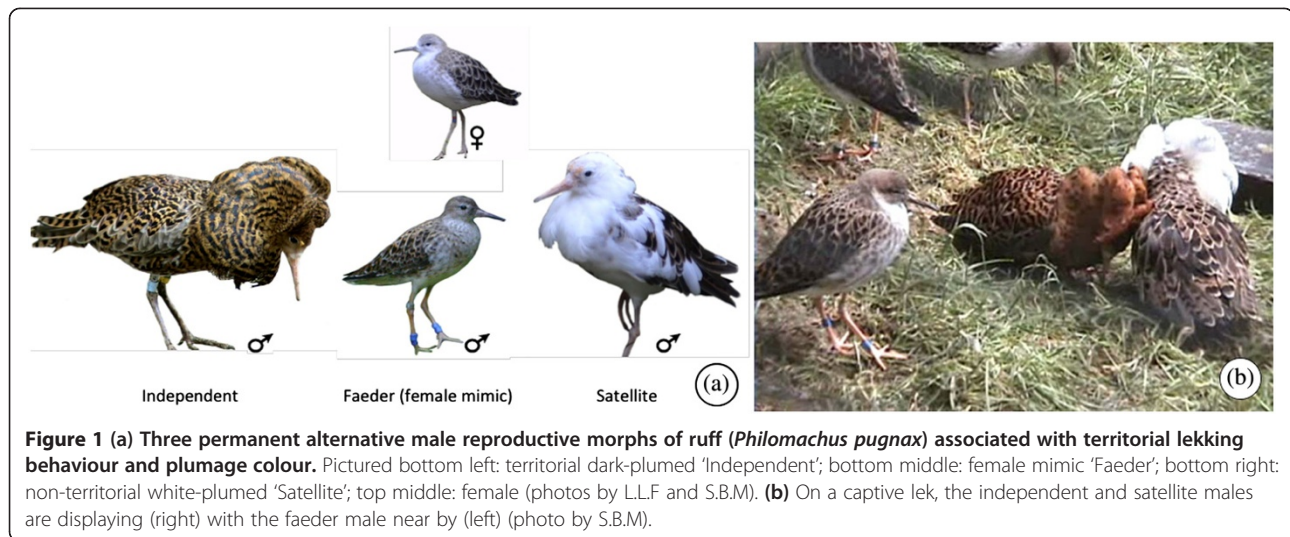 ♀
♂ ♂ ♂
Independent Faeder (female mimic) Satellite (a) (b)
Figure 1 (a) Three permanent alternative male reproductive morphs of ruff (Philomachus pugnax) associated with territorial lekking
behaviour and plumage colour. Pictured bottom left: territorial dark-plumed ‘Independent’; bottom middle: female mimic ‘Faeder’; bottom right:
non-territorial white-plumed ‘Satellite’; top middle: female (photos by L.L.F and S.B.M). (b) On a captive lek, the independent and satellite males
are displaying (right) with the faeder male near by (left) (photo by S.B.M).